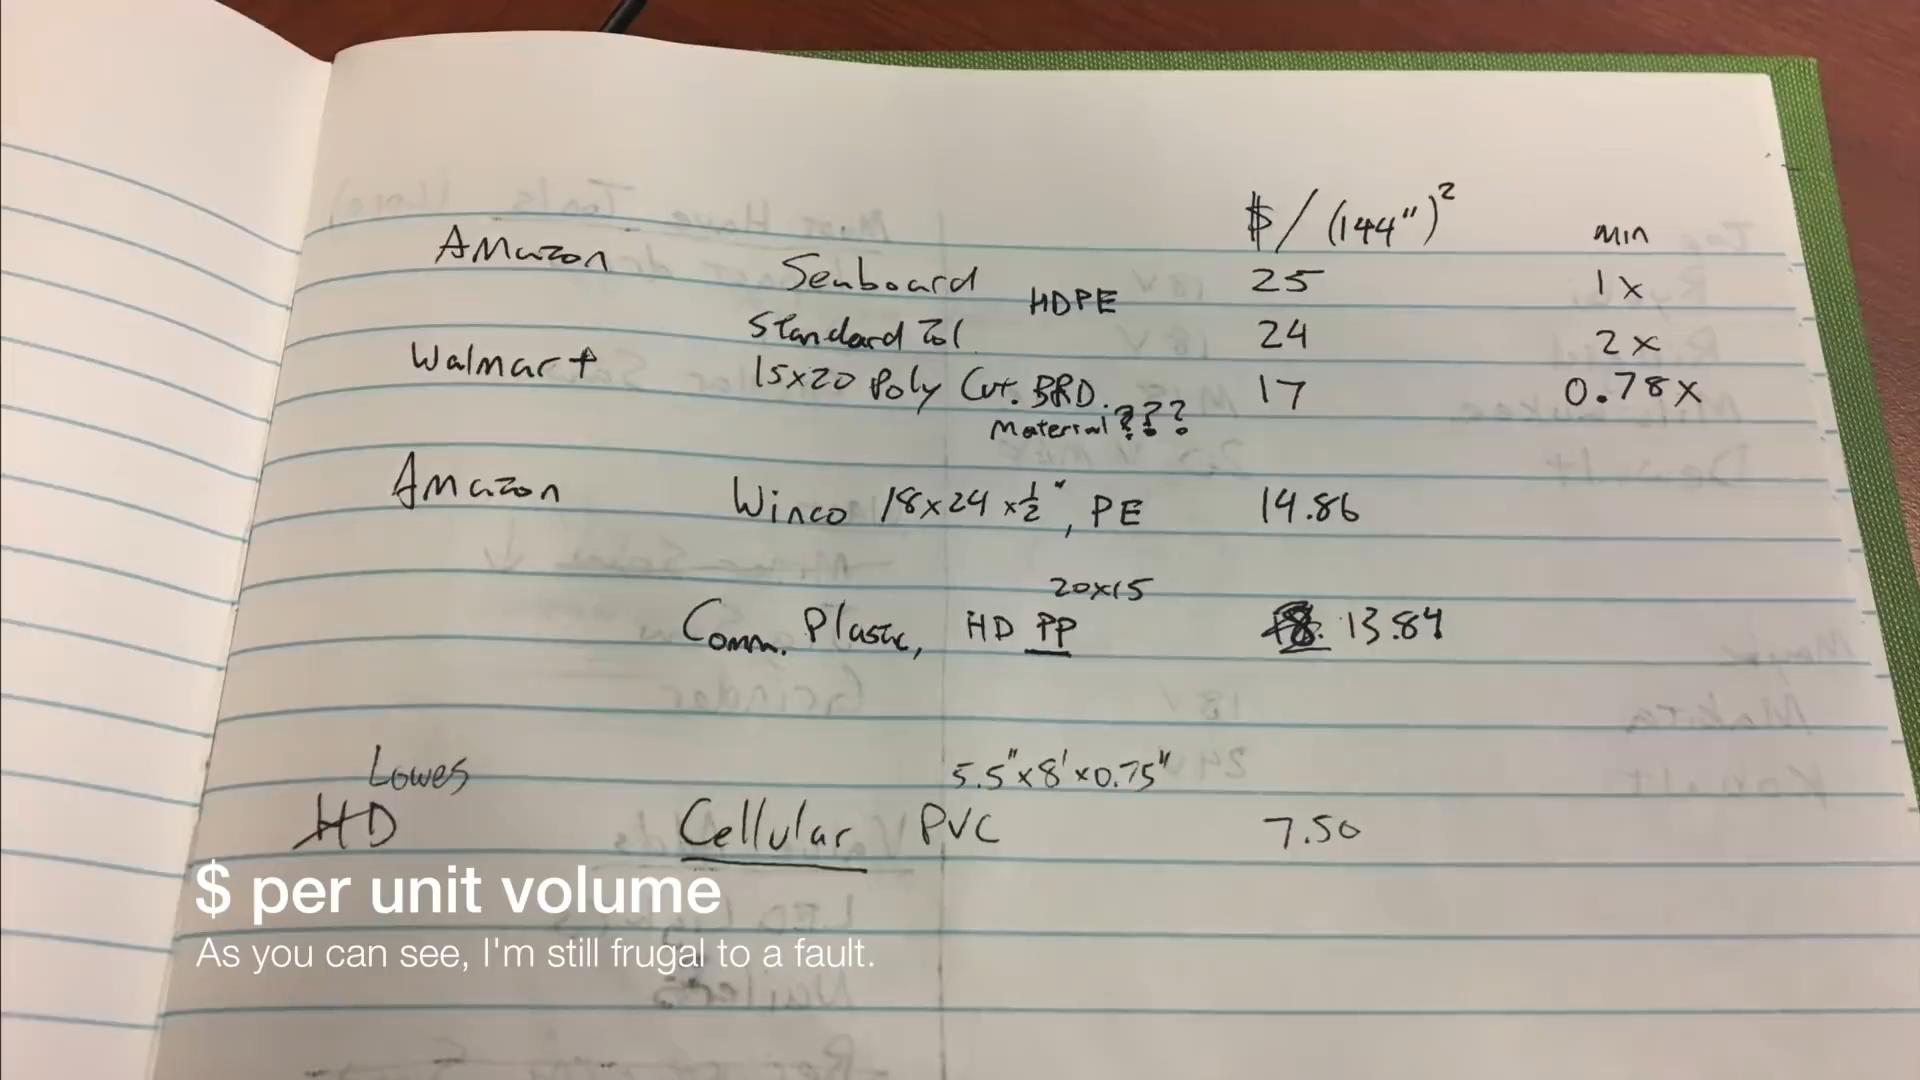 $/(144")² min
Amazon Seaboard HDPE 25 1x
Standard Tol. 24 2x
Walmart 15x20 Poly Cut. BRD. 17 0.78x
Material ???
Amazon Winco 18x24x½", PE 14.86
20x15
Comm. Plastic, HD PP 13.84
Lowes 5.5"x8'x0.75"
HD Cellular PVC 7.50
$ per unit volume
As you can see, I'm still frugal to a fault.